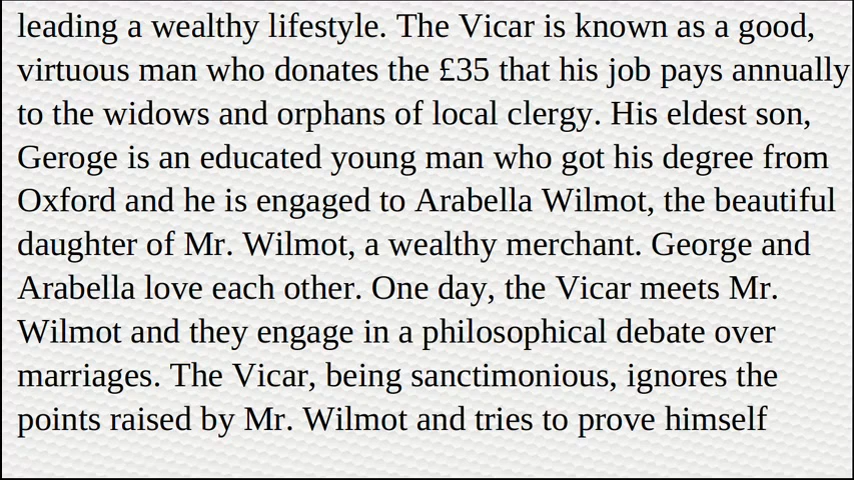 leading a wealthy lifestyle. The Vicar is known as a good,
virtuous man who donates the £35 that his job pays annually
to the widows and orphans of local clergy. His eldest son,
Geroge is an educated young man who got his degree from
Oxford and he is engaged to Arabella Wilmot, the beautiful
daughter of Mr. Wilmot, a wealthy merchant. George and
Arabella love each other. One day, the Vicar meets Mr.
Wilmot and they engage in a philosophical debate over
marriages. The Vicar, being sanctimonious, ignores the
points raised by Mr. Wilmot and tries to prove himself